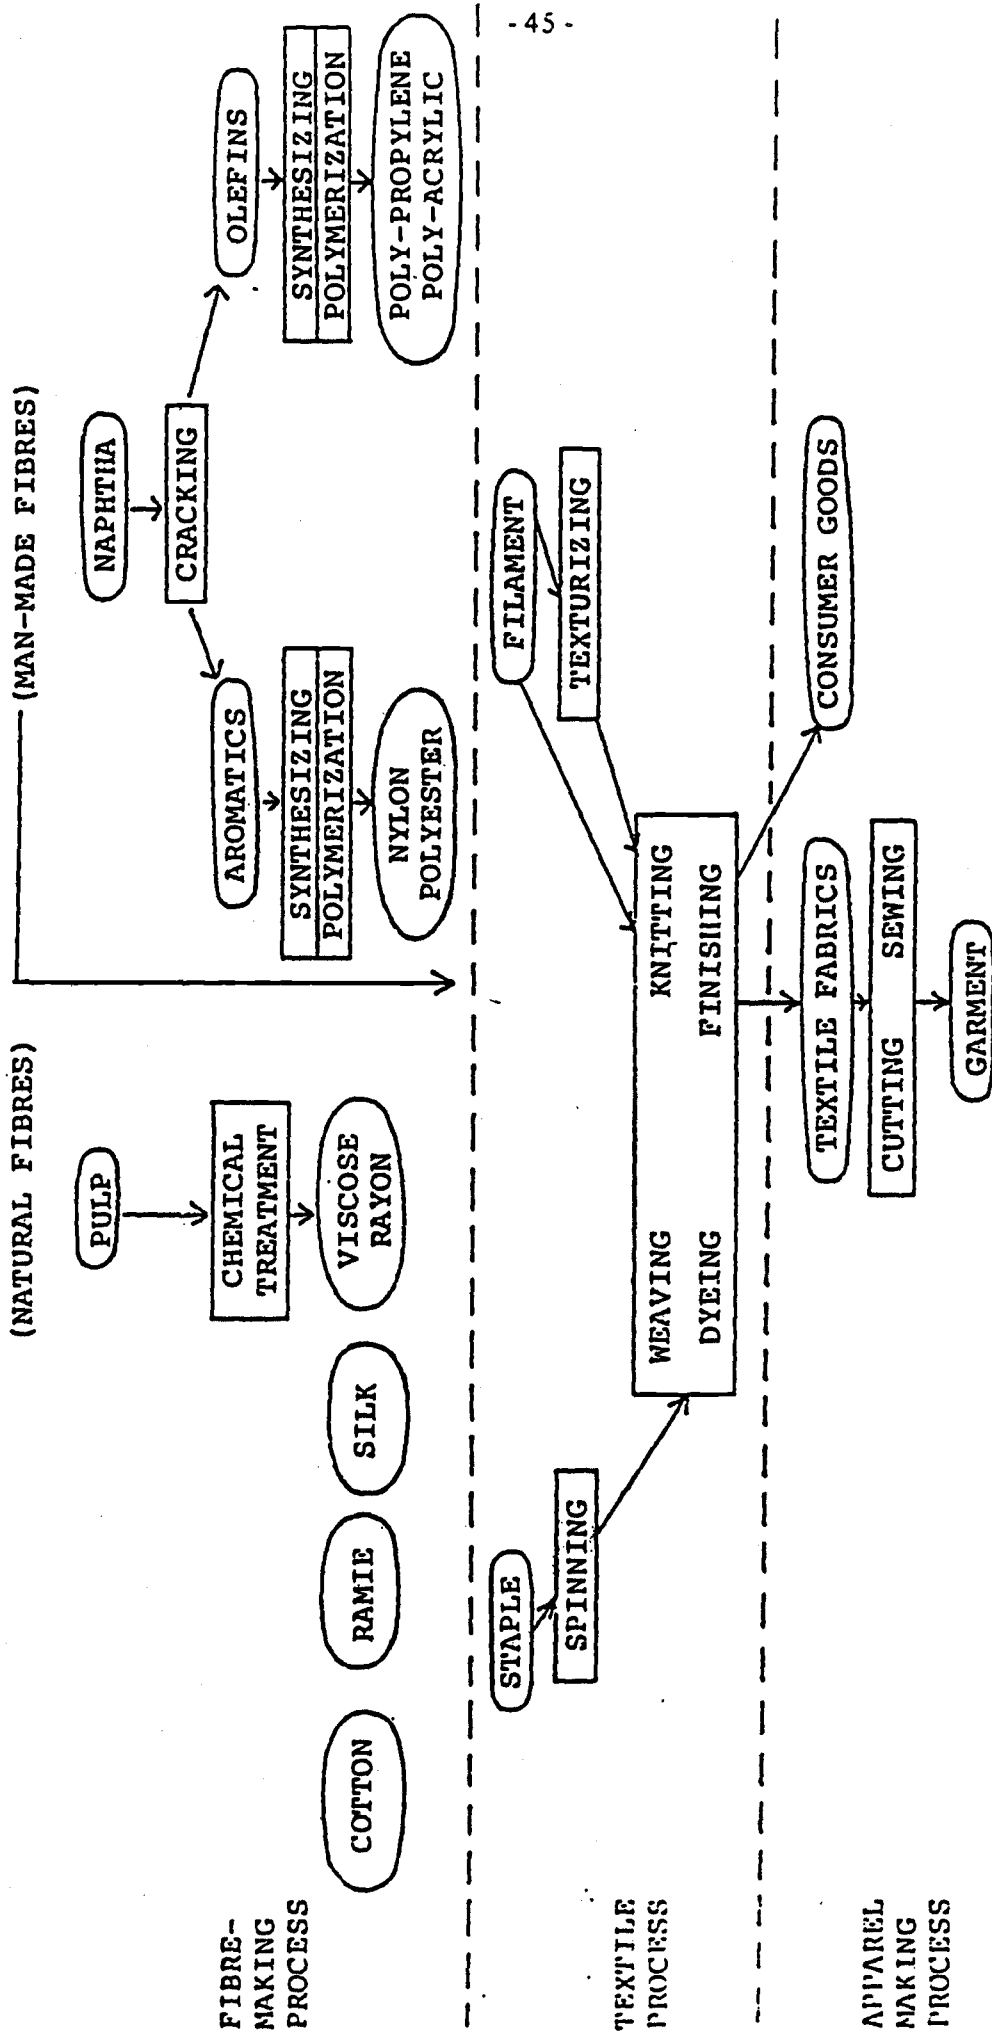 - 45 -
(NATURAL FIBRES)
(MAN-MADE FIBRES)
FIBRE-
MAKING
PROCESS
COTTON
RAMIE
SILK
PULP
CHEMICAL
TREATMENT
VISCOSE
RAYON
NAPHTHA
CRACKING
AROMATICS
SYNTHESIZING
POLYMERIZATION
NYLON
POLYESTER
OLEFINS
SYNTHESIZING
POLYMERIZATION
POLY-PROPYLENE
POLY-ACRYLIC
TEXTILE
PROCESS
STAPLE
SPINNING
FILAMENT
TEXTURIZING
WEAVING KNITTING
DYEING FINISHING
APPAREL
MAKING
PROCESS
TEXTILE FABRICS
CONSUMER GOODS
CUTTING SEWING
GARMENT